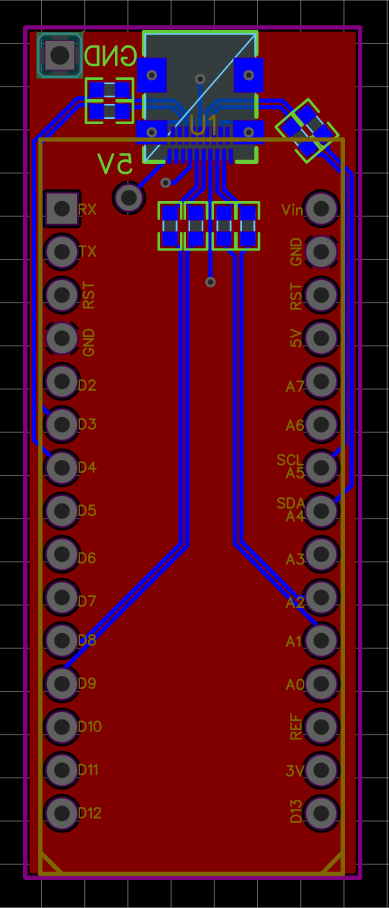 GND
U1
5V
RX
Vin
TX
GND
RST
RST
GND
5V
D2
A7
D3
A6
SCL
D4
A5
SDA
D5
A4
D6
A3
D7
A2
D8
A1
D9
A0
D10
REF
D11
3V
D12
D13